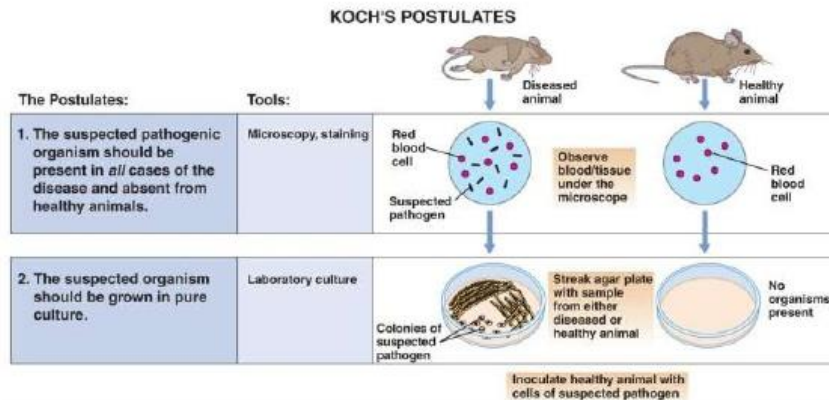 KOCH'S POSTULATES
The Postulates:
Tools:
Diseased
animal
Healthy
animal
1. The suspected pathogenic
organism should be
present in all cases of the
disease and absent from
healthy animals.
Microscopy, staining
Red
blood
cell
Suspected
pathogen
Observe
blood/tissue
under the
microscope
Red
blood
cell
2. The suspected organism
should be grown in pure
culture.
Laboratory culture
Colonies of
suspected
pathogen
Streak agar plate
with sample
from either
diseased or
healthy animal
No
organisms
present
Inoculate healthy animal with
cells of suspected pathogen